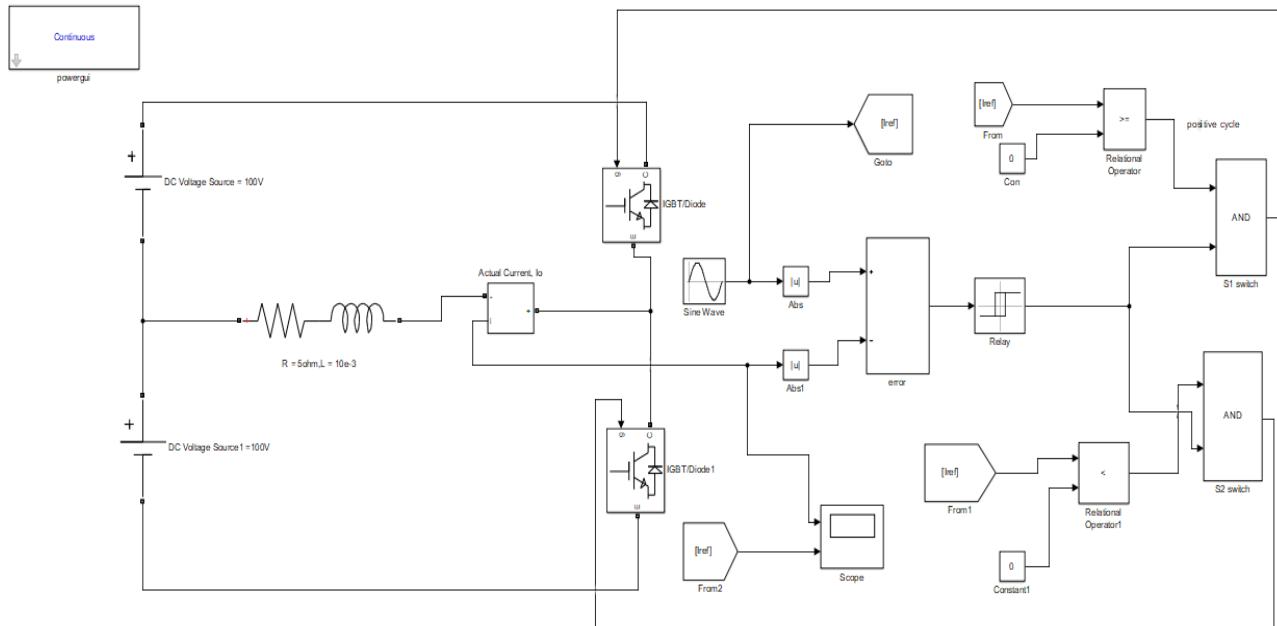 Continuous
powergui
DC Voltage Source = 100V
+
g
C
E
IGBT/Diode
[Iref]
Goto
[Iref]
From
0
Con
>=
Relational
Operator
positive cycle
AND
S1 switch
Actual Current, Io
-
i
+
R = 5ohm,L = 10e-3
+
Sine Wave
|u|
Abs
|u|
Abs1
+
-
error
Relay
+
DC Voltage Source1 =100V
g
C
E
IGBT/Diode1
AND
S2 switch
[Iref]
From1
<
Relational
Operator1
0
Constant1
[Iref]
From2
Scope